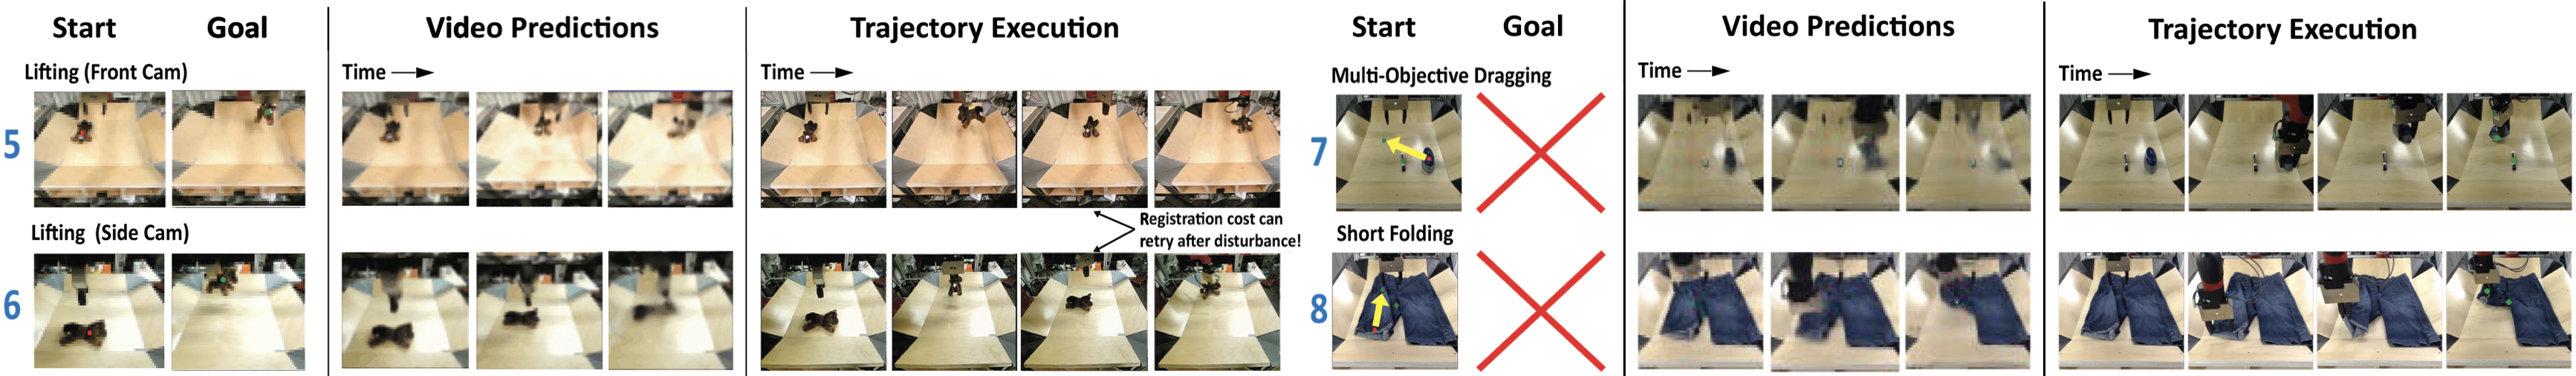 Start
Goal
Video Predictions
Trajectory Execution
Lifting (Front Cam)
Time
Time
5
Registration cost can
retry after disturbance!
Lifting (Side Cam)
6
Start
Goal
Video Predictions
Trajectory Execution
Multi-Objective Dragging
Time
Time
7
Short Folding
8